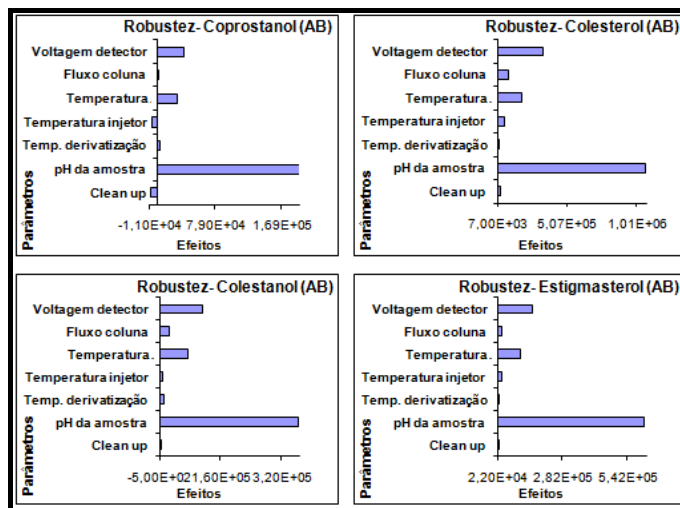 Robustez- Coprostanol (AB)
Voltagem detector
Fluxo coluna
Temperatura.
Temperatura injetor
Temp. derivatização
pH da amostra
Clean up
Parâmetros
-1,10E+04 7,90E+04 1,69E+05
Efeitos
Robustez- Colesterol (AB)
Voltagem detector
Fluxo coluna
Temperatura.
Temperatura injetor
Temp. derivatização
pH da amostra
Clean up
Parâmetros
7,00E+03 5,07E+05 1,01E+06
Efeitos
Robustez- Colestanol (AB)
Voltagem detector
Fluxo coluna
Temperatura.
Temperatura injetor
Temp. derivatização
pH da amostra
Clean up
Parâmetros
-5,00E+02 1,60E+05 3,20E+05
Efeitos
Robustez- Estigmasterol (AB)
Voltagem detector
Fluxo coluna
Temperatura.
Temperatura injetor
Temp. derivatização
pH da amostra
Clean up
Parâmetros
2,20E+04 2,82E+05 5,42E+05
Efeitos